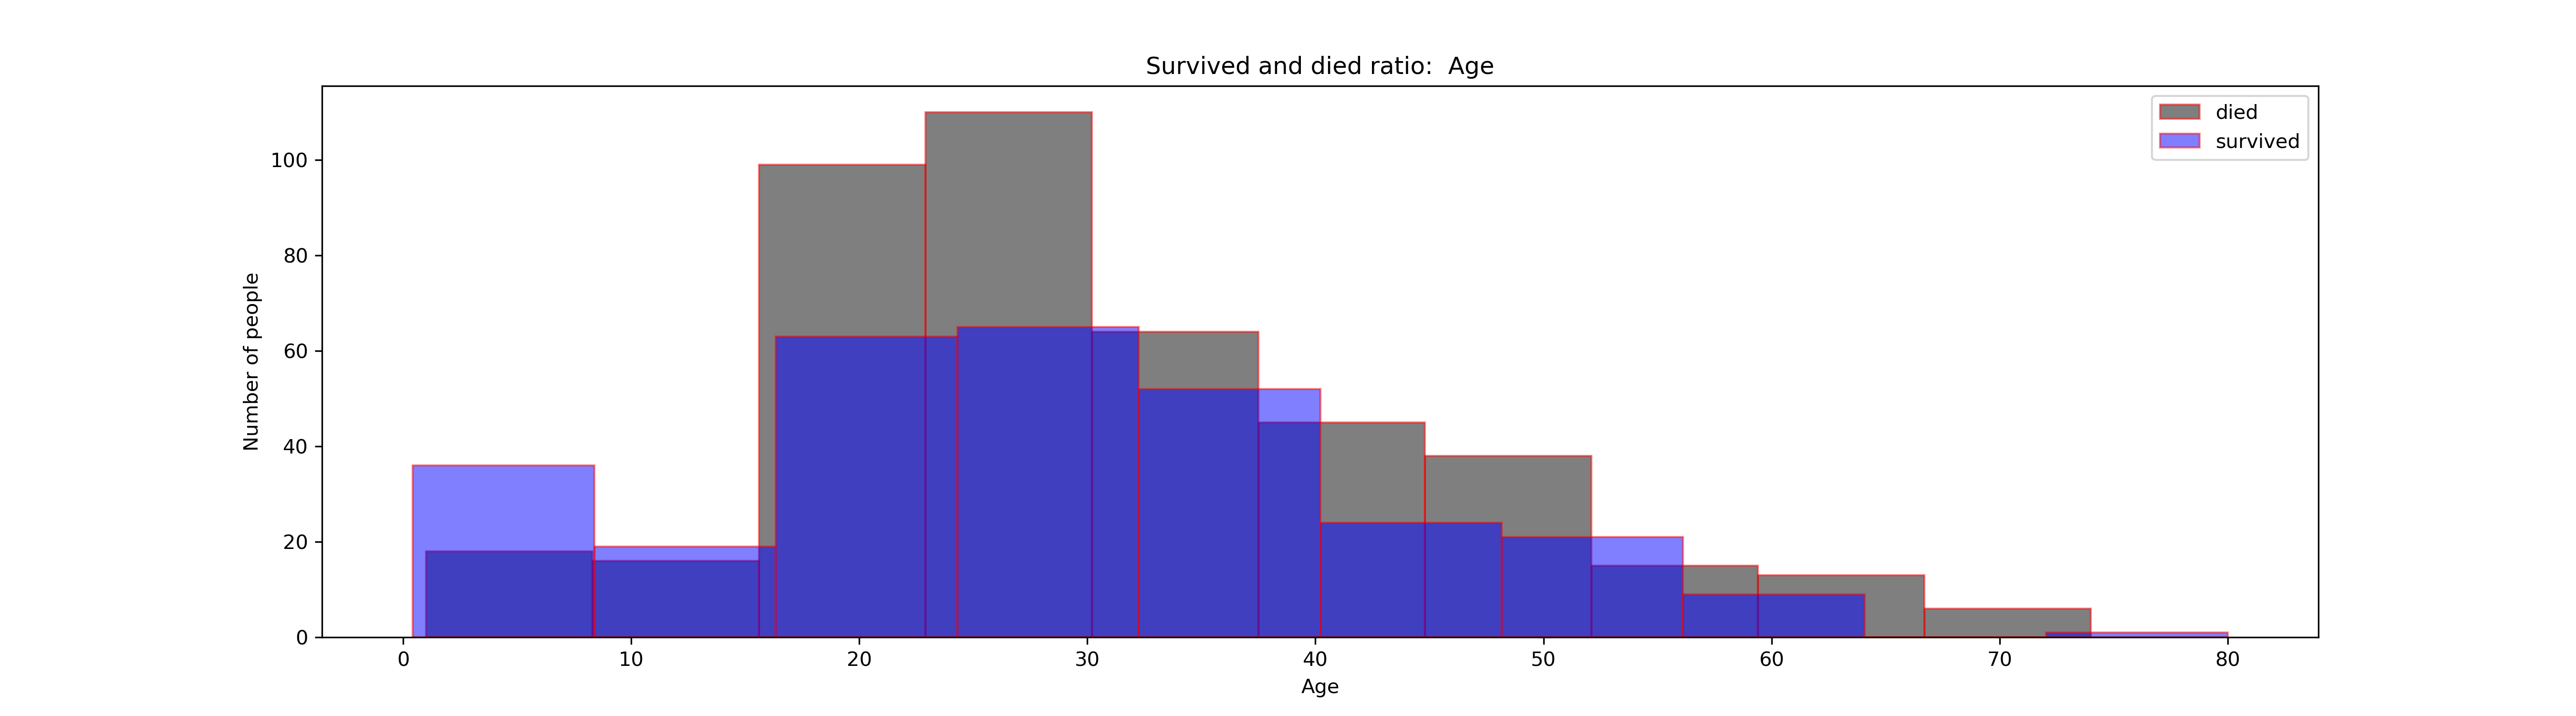 Survived and died ratio:  Age
died
survived
Number of people
100
80
60
40
20
0
0 10 20 30 40 50 60 70 80
Age